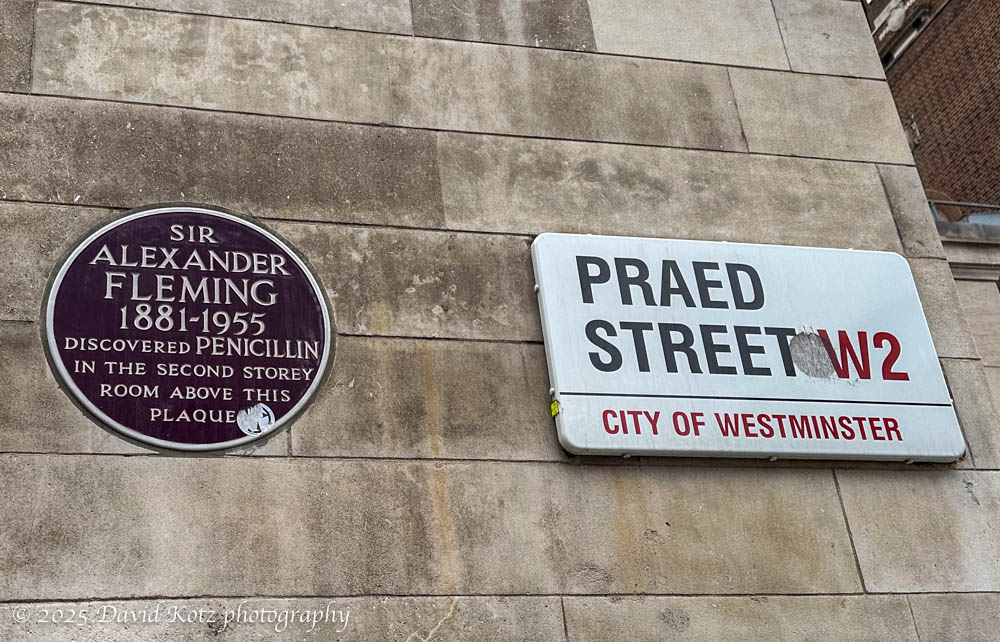 SIR
ALEXANDER
FLEMING
1881-1955
DISCOVERED PENICILLIN
IN THE SECOND STOREY
ROOM ABOVE THIS
PLAQUE
PRAED
STREET W2
CITY OF WESTMINSTER
© 2025 David Kotz photography